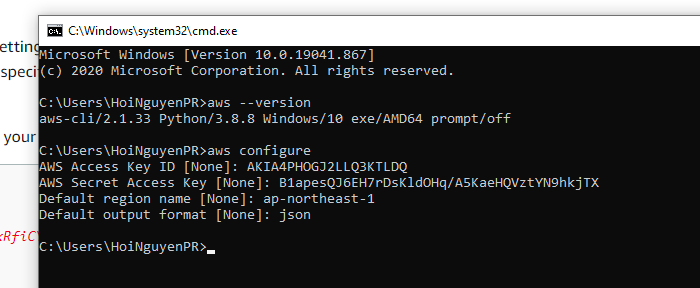 C:\Windows\system32\cmd.exe
etting
speci
your
Microsoft Windows [Version 10.0.19041.867]
(c) 2020 Microsoft Corporation. All rights reserved.
C:\Users\HoiNguyenPR>aws --version
aws-cli/2.1.33 Python/3.8.8 Windows/10 exe/AMD64 prompt/off
C:\Users\HoiNguyenPR>aws configure
AWS Access Key ID [None]: AKIA4PHOGJ2LLQ3KTLDQ
AWS Secret Access Key [None]: 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
Default region name [None]: ap-northeast-1
Default output format [None]: json
C:\Users\HoiNguyenPR>